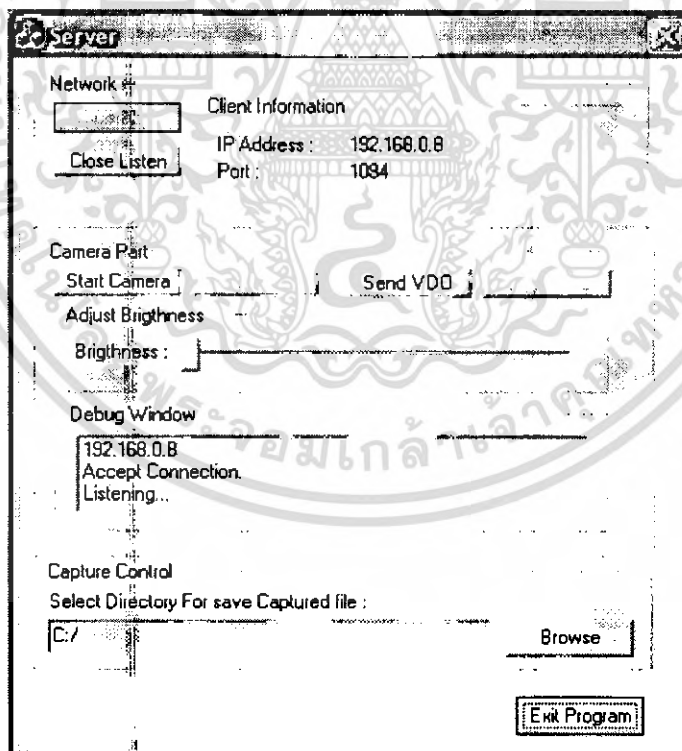 Server
Network
Client Information
IP Address : 192.168.0.8
Close Listen
Port : 1094
Camera Part
Start Camera Send VDO
Adjust Brigthness
Brigthness :
Debug Window
192.168.0.8
Accept Connection.
Listening...
Capture Control
Select Directory For save Captured file :
C:/ Browse
Exit Program